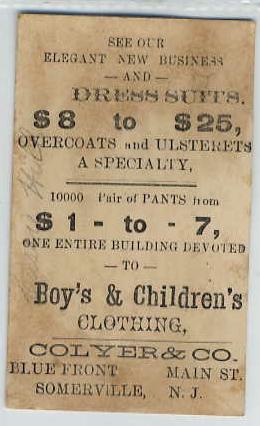 SEE OUR
ELEGANT NEW BUSINESS
— AND —
DRESS SUITS.
$8 to $25,
OVERCOATS and ULSTERETS
A SPECIALTY,
10000 Pair of PANTS from
$1 - to - 7,
ONE ENTIRE BUILDING DEVOTED
— TO —
Boy's & Children's
CLOTHING,
COLYER & CO.
BLUE FRONT MAIN ST.
SOMERVILLE, N. J.